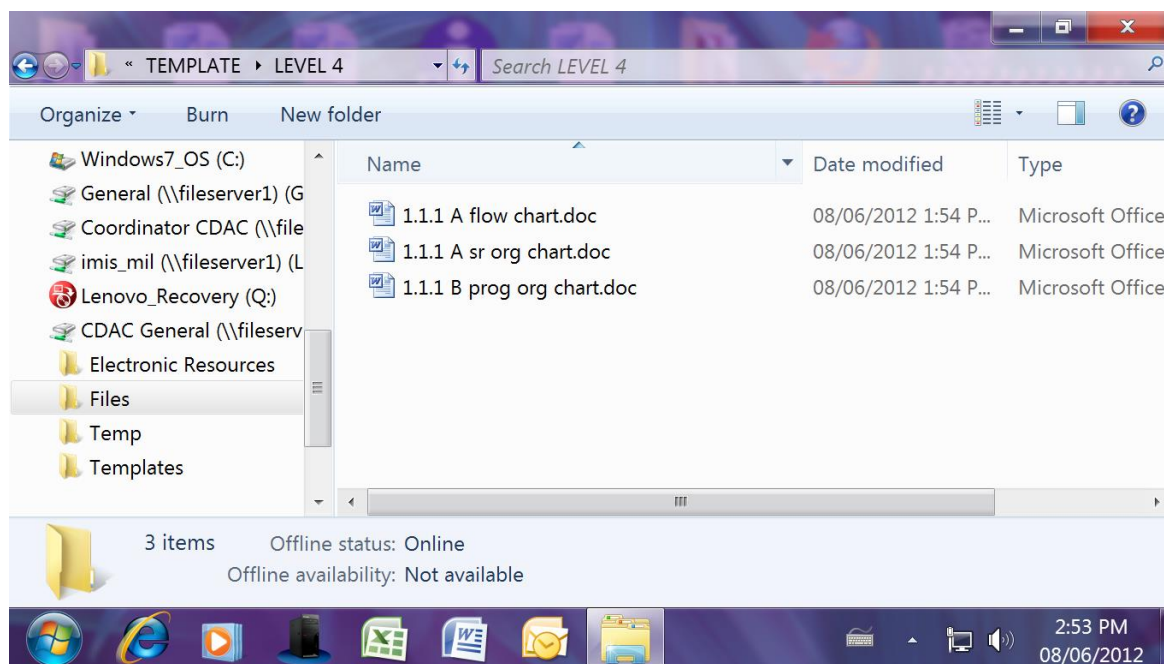 « TEMPLATE ▸ LEVEL 4
Search LEVEL 4
Organize
Burn
New folder
Windows7_OS (C:)
General (\\fileserver1) (G
Coordinator CDAC (\\file
imis_mil (\\fileserver1) (L
Lenovo_Recovery (Q:)
CDAC General (\\fileserv
Electronic Resources
Files
Temp
Templates
Name Date modified Type
1.1.1 A flow chart.doc 08/06/2012 1:54 P... Microsoft Office
1.1.1 A sr org chart.doc 08/06/2012 1:54 P... Microsoft Office
1.1.1 B prog org chart.doc 08/06/2012 1:54 P... Microsoft Office
3 items Offline status: Online
Offline availability: Not available
2:53 PM
08/06/2012